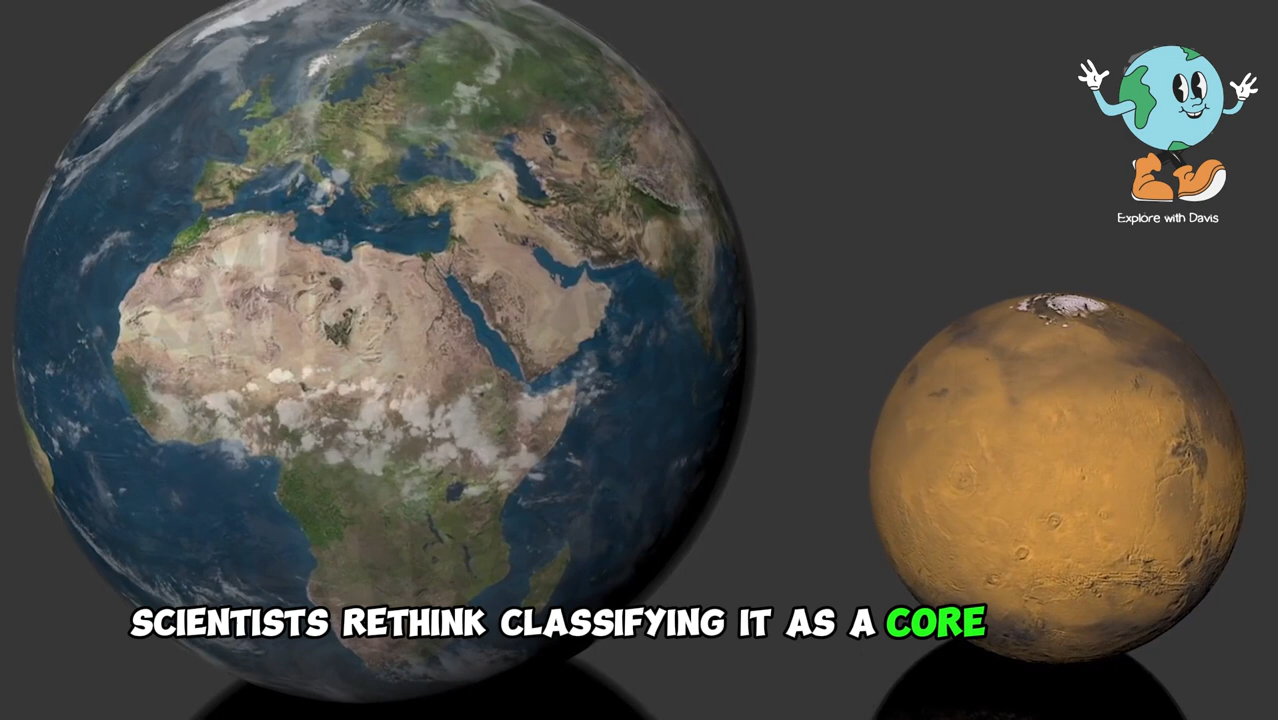 Explore with Davis
SCIENTISTS RETHINK CLASSIFYING IT AS A CORE